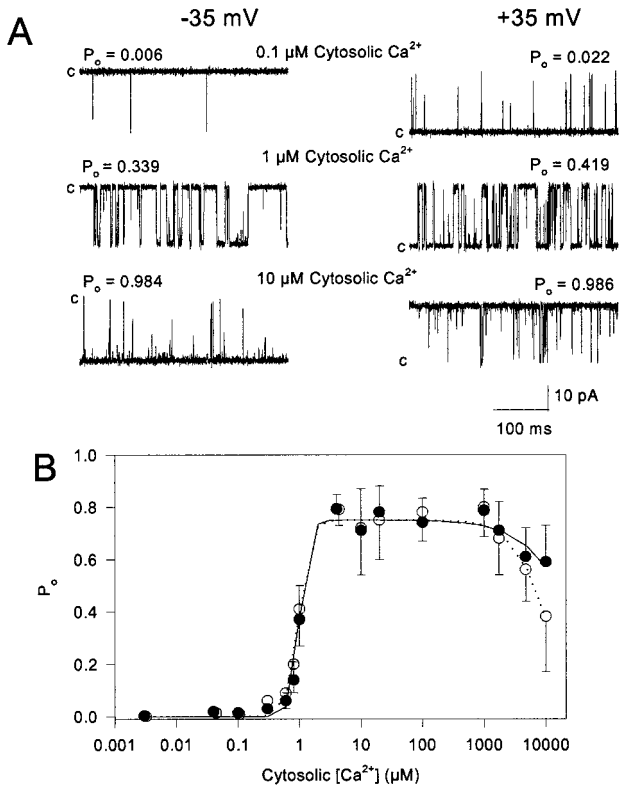 A
-35 mV
+35 mV
Po = 0.006
0.1 µM Cytosolic Ca2+
Po = 0.022
c
c
Po = 0.339
1 µM Cytosolic Ca2+
Po = 0.419
c
c
Po = 0.984
10 µM Cytosolic Ca2+
Po = 0.986
c
c
10 pA
100 ms
B
1.0
0.8
0.6
0.4
0.2
0.0
Po
0.001 0.01 0.1 1 10 100 1000 10000
Cytosolic [Ca2+] (µM)